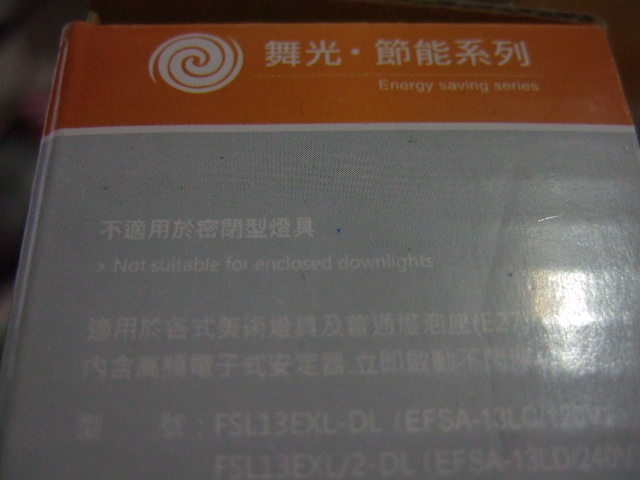 舞光・節能系列
Energy saving series
不適用於密閉型燈具
> Not suitable for enclosed downlights
適用於各式美術燈具及普通燈泡座(E27)
內含高頻電子式安定器.立即啟動不閃爍
型 號：FSL13EXL-DL (EFSA-13LC/120V)
FSL13EXL/2-DL (EFSA-13LD/240V)